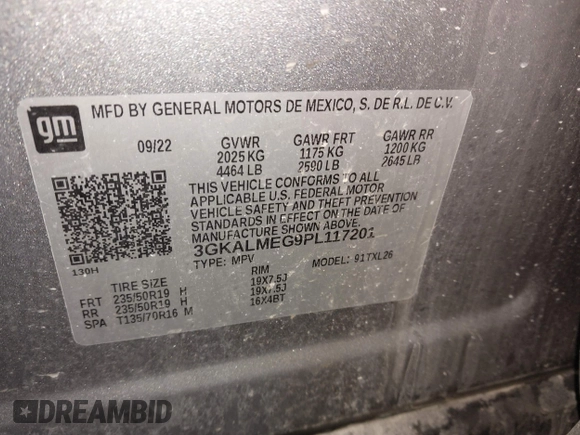 gm
MFD BY GENERAL MOTORS DE MEXICO, S. DE R.L. DE C.V.
09/22 GVWR GAWR FRT GAWR RR
2025 KG 1175 KG 1200 KG
4464 LB 2590 LB 2645 LB
THIS VEHICLE CONFORMS TO ALL
APPLICABLE U.S. FEDERAL MOTOR
VEHICLE SAFETY AND THEFT PREVENTION
STANDARDS IN EFFECT ON THE DATE OF
MANUFACTURE SHOWN ABOVE.
3GKALMEG9PL117201
130H TYPE: MPV MODEL: 91TXL26
TIRE SIZE RIM
FRT 235/50R19 H 19X7.5J
RR 235/50R19 H 19X7.5J
SPA T135/70R16 M 16X4BT
DREAMBID